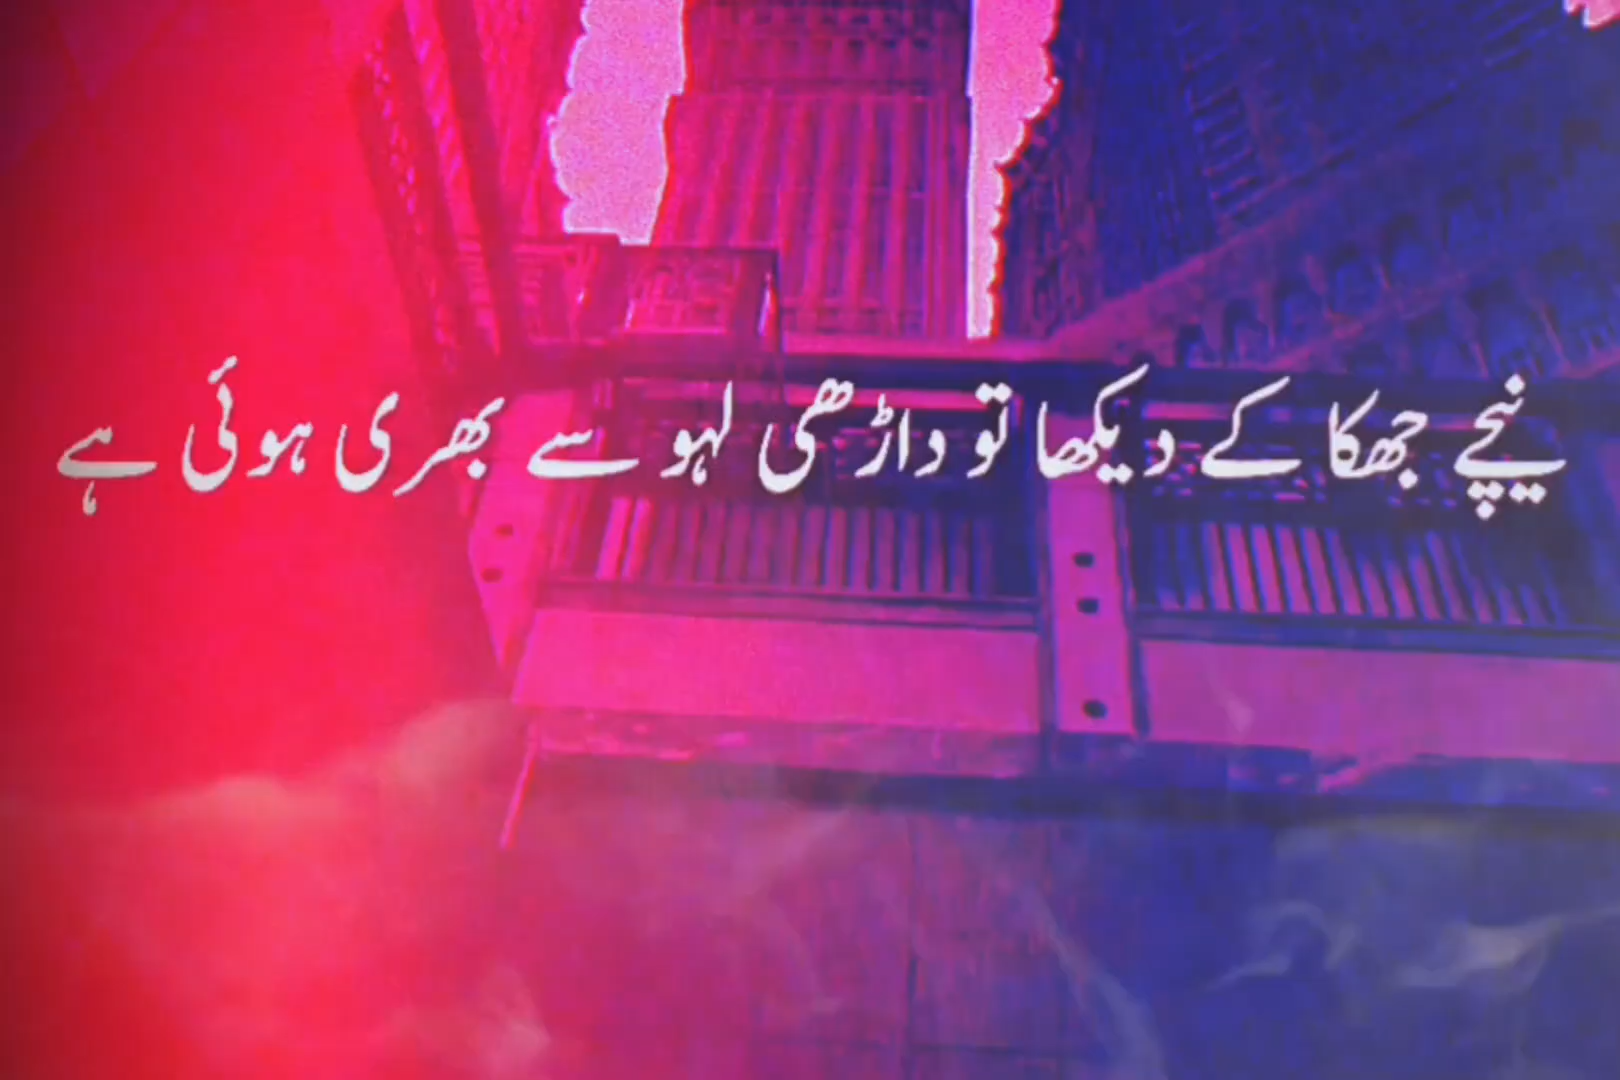 نیچے جھکا کے دیکھا تو داڑھی لہو سے بھری ہوئی ہے